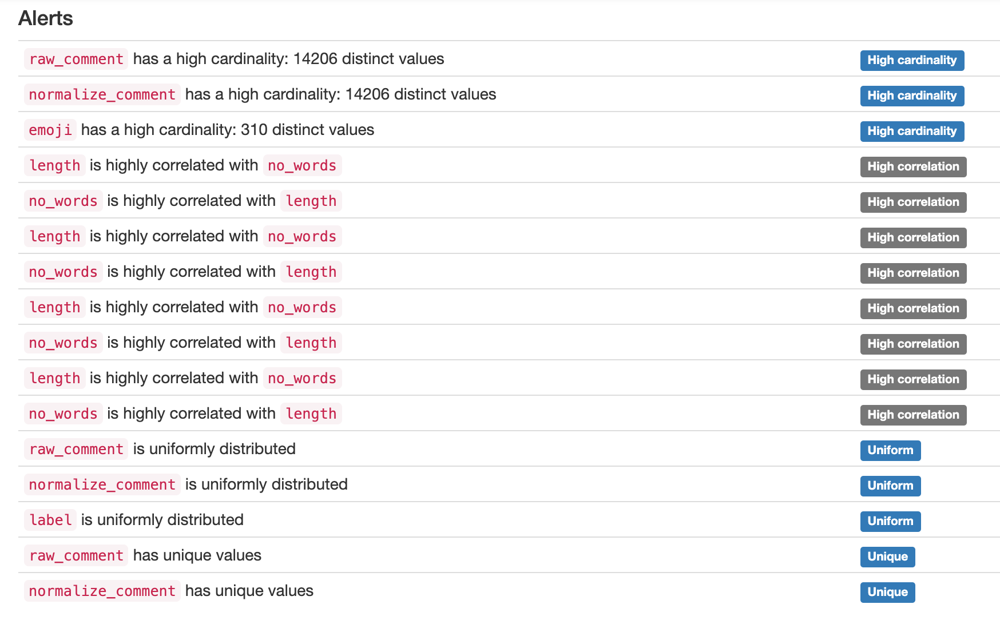 Alerts
raw_comment has a high cardinality: 14206 distinct values High cardinality
normalize_comment has a high cardinality: 14206 distinct values High cardinality
emoji has a high cardinality: 310 distinct values High cardinality
length is highly correlated with no_words High correlation
no_words is highly correlated with length High correlation
length is highly correlated with no_words High correlation
no_words is highly correlated with length High correlation
length is highly correlated with no_words High correlation
no_words is highly correlated with length High correlation
length is highly correlated with no_words High correlation
no_words is highly correlated with length High correlation
raw_comment is uniformly distributed Uniform
normalize_comment is uniformly distributed Uniform
label is uniformly distributed Uniform
raw_comment has unique values Unique
normalize_comment has unique values Unique